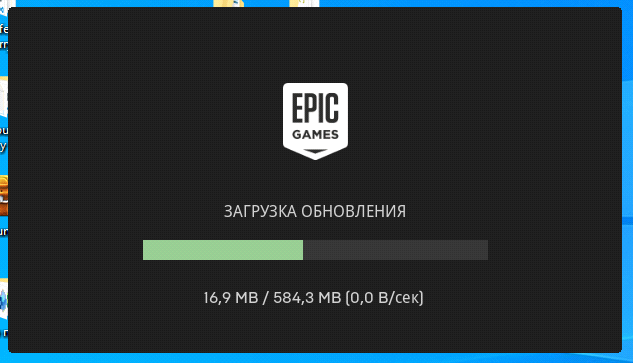 EPIC
GAMES
ЗАГРУЗКА ОБНОВЛЕНИЯ
16,9 MB / 584,3 MB (0,0 B/сек)